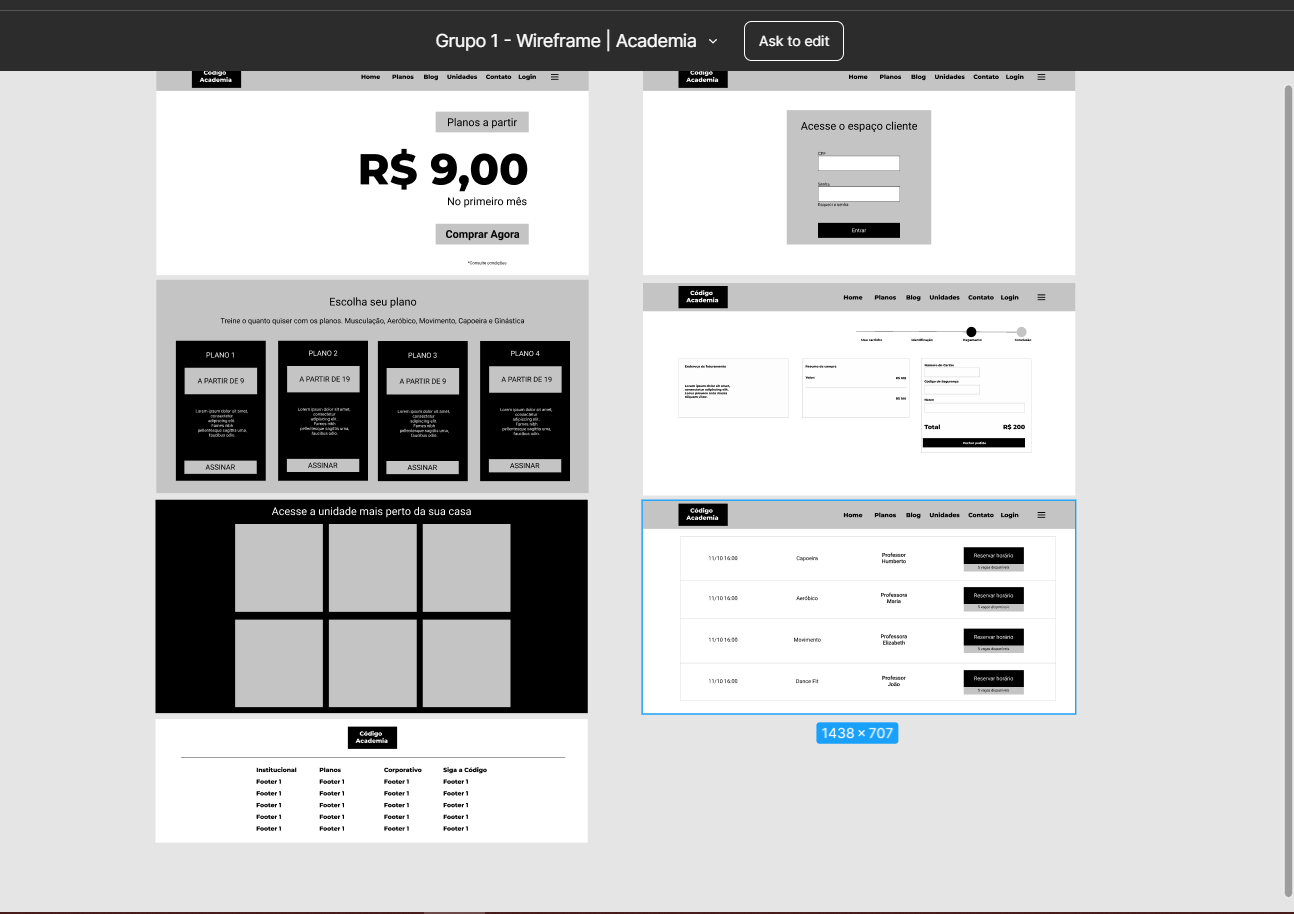 Grupo 1 - Wireframe | Academia
Ask to edit
Código
Academia
Home Planos Blog Unidades Contato Login
Planos a partir
R$ 9,00
No primeiro mês
Comprar Agora
*Consulte condições
Escolha seu plano
Treine o quanto quiser com os planos. Musculação, Aeróbico, Movimento, Capoeira e Ginástica
PLANO 1
A PARTIR DE 9
Lorem ipsum dolor sit amet,
consectetur
adipiscing elit.
Fames nibh
pellentesque sagittis urna,
faucibus odio.
ASSINAR
PLANO 2
A PARTIR DE 19
Lorem ipsum dolor sit amet,
consectetur
adipiscing elit.
Fames nibh
pellentesque sagittis urna,
faucibus odio.
ASSINAR
PLANO 3
A PARTIR DE 9
Lorem ipsum dolor sit amet,
consectetur
adipiscing elit.
Fames nibh
pellentesque sagittis urna,
faucibus odio.
ASSINAR
PLANO 4
A PARTIR DE 19
Lorem ipsum dolor sit amet,
consectetur
adipiscing elit.
Fames nibh
pellentesque sagittis urna,
faucibus odio.
ASSINAR
Acesse a unidade mais perto da sua casa
Código
Academia
Institucional Planos Corporativo Siga a Código
Footer 1 Footer 1 Footer 1 Footer 1
Footer 1 Footer 1 Footer 1 Footer 1
Footer 1 Footer 1 Footer 1 Footer 1
Footer 1 Footer 1 Footer 1 Footer 1
Footer 1 Footer 1 Footer 1 Footer 1
Código
Academia
Home Planos Blog Unidades Contato Login
Acesse o espaço cliente
CPF
Senha
Esqueci a senha
Entrar
Código
Academia
Home Planos Blog Unidades Contato Login
Meu carrinho Identificação Pagamento Conclusão
Endereço de faturamento
Lorem ipsum dolor sit amet,
consectetur adipiscing elit.
aliquam vitae.
Resumo da compra
Valor
Número do Cartao
Código de Segurança
Nome
Total R$ 200
Fechar pedido
Código
Academia
Home Planos Blog Unidades Contato Login
11/10 16:00 Capoeira Professor
Humberto
Reservar horário
5 vagas disponíveis
11/10 16:00 Aeróbico Professora
Maria
Reservar horário
5 vagas disponíveis
11/10 16:00 Movimento Professora
Elizabeth
Reservar horário
5 vagas disponíveis
11/10 16:00 Dance Fit Professor
João
Reservar horário
5 vagas disponíveis
1438 × 707